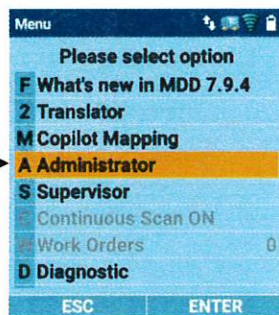 Menu
Please select option
F What's new in MDD 7.9.4
2 Translator
M Copilot Mapping
A Administrator
S Supervisor
C Continuous Scan ON
Work Orders 0
D Diagnostic
ESC ENTER